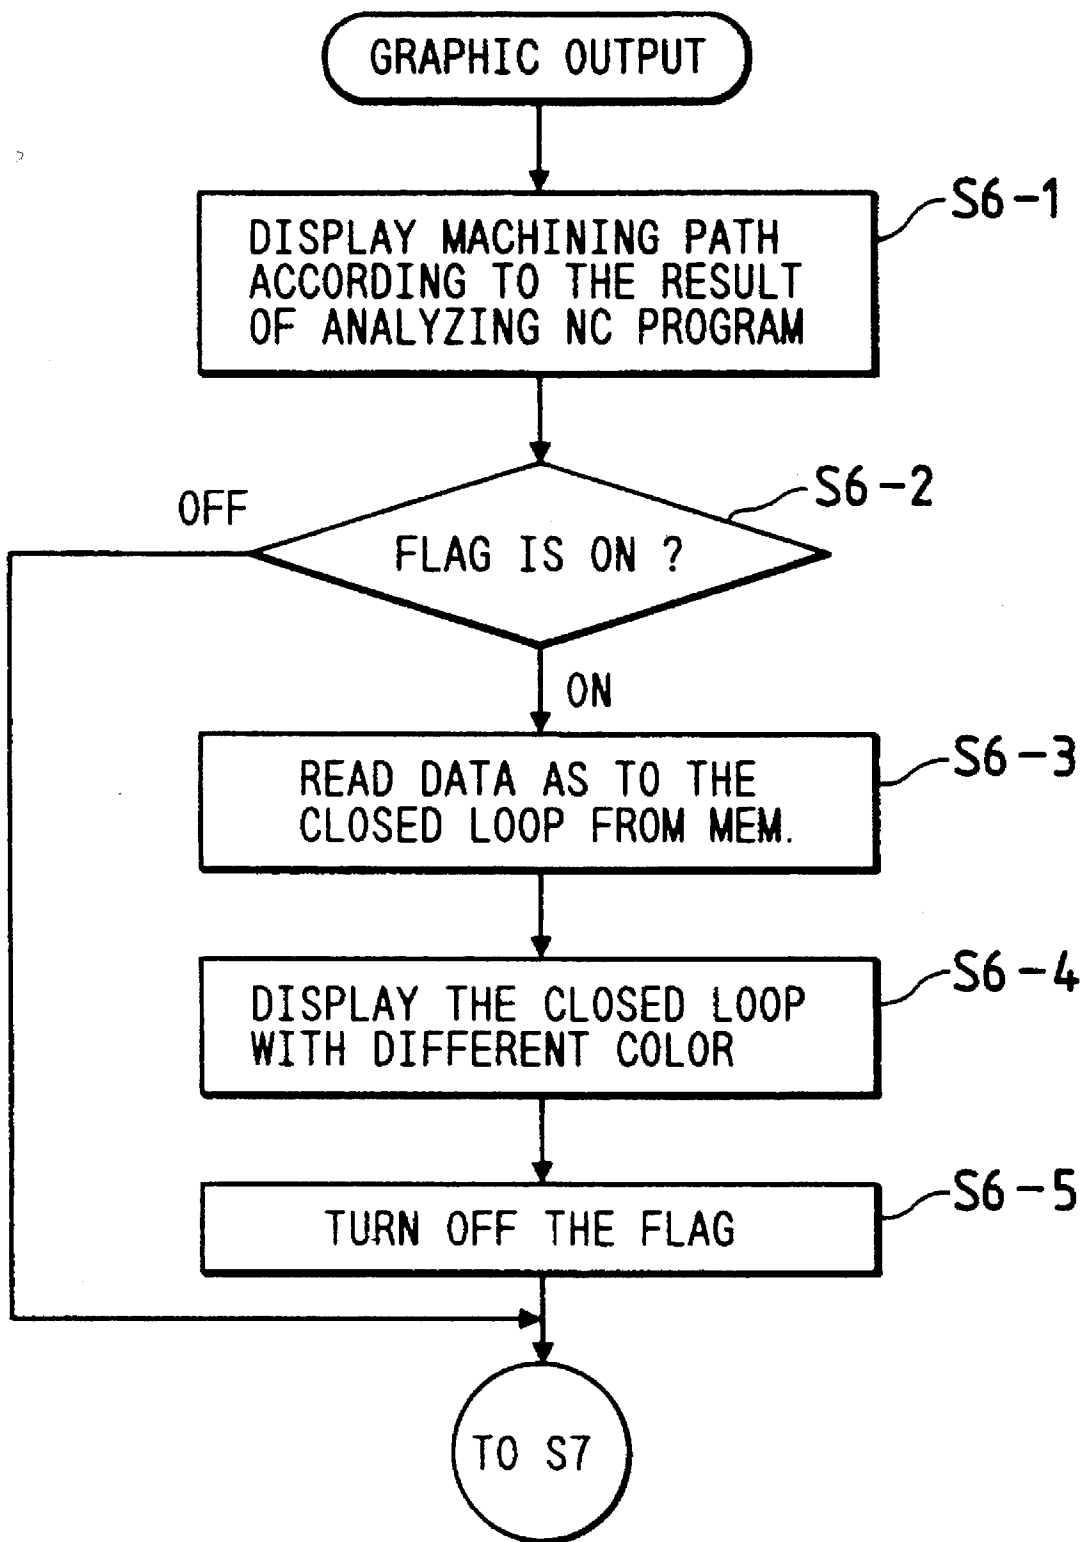 GRAPHIC OUTPUT
S6-1
DISPLAY MACHINING PATH
ACCORDING TO THE RESULT
OF ANALYZING NC PROGRAM
S6-2
OFF
FLAG IS ON ?
ON
S6-3
READ DATA AS TO THE
CLOSED LOOP FROM MEM.
S6-4
DISPLAY THE CLOSED LOOP
WITH DIFFERENT COLOR
S6-5
TURN OFF THE FLAG
TO S7